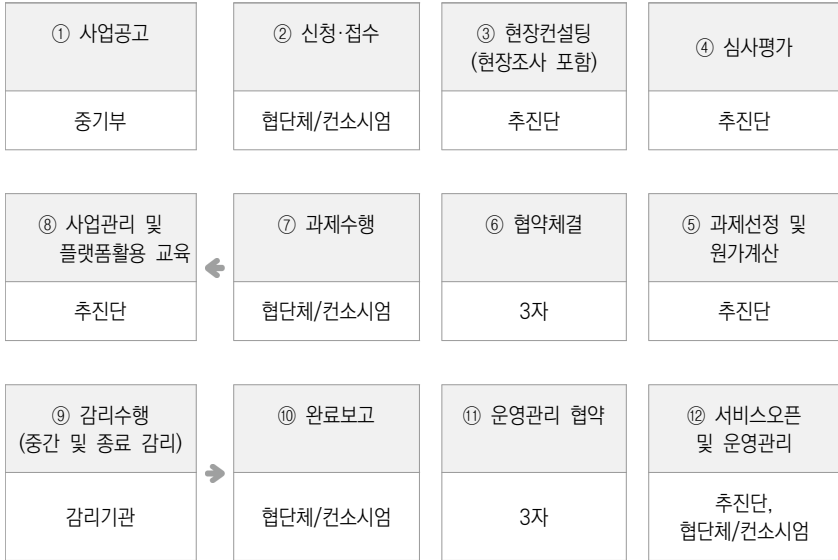 ① 사업공고
중기부
② 신청·접수
협단체/컨소시엄
③ 현장컨설팅
(현장조사 포함)
추진단
④ 심사평가
추진단
⑧ 사업관리 및
플랫폼활용 교육
추진단
⑦ 과제수행
협단체/컨소시엄
⑥ 협약체결
3자
⑤ 과제선정 및
원가계산
추진단
⑨ 감리수행
(중간 및 종료 감리)
감리기관
⑩ 완료보고
협단체/컨소시엄
⑪ 운영관리 협약
3자
⑫ 서비스오픈
및 운영관리
추진단,
협단체/컨소시엄